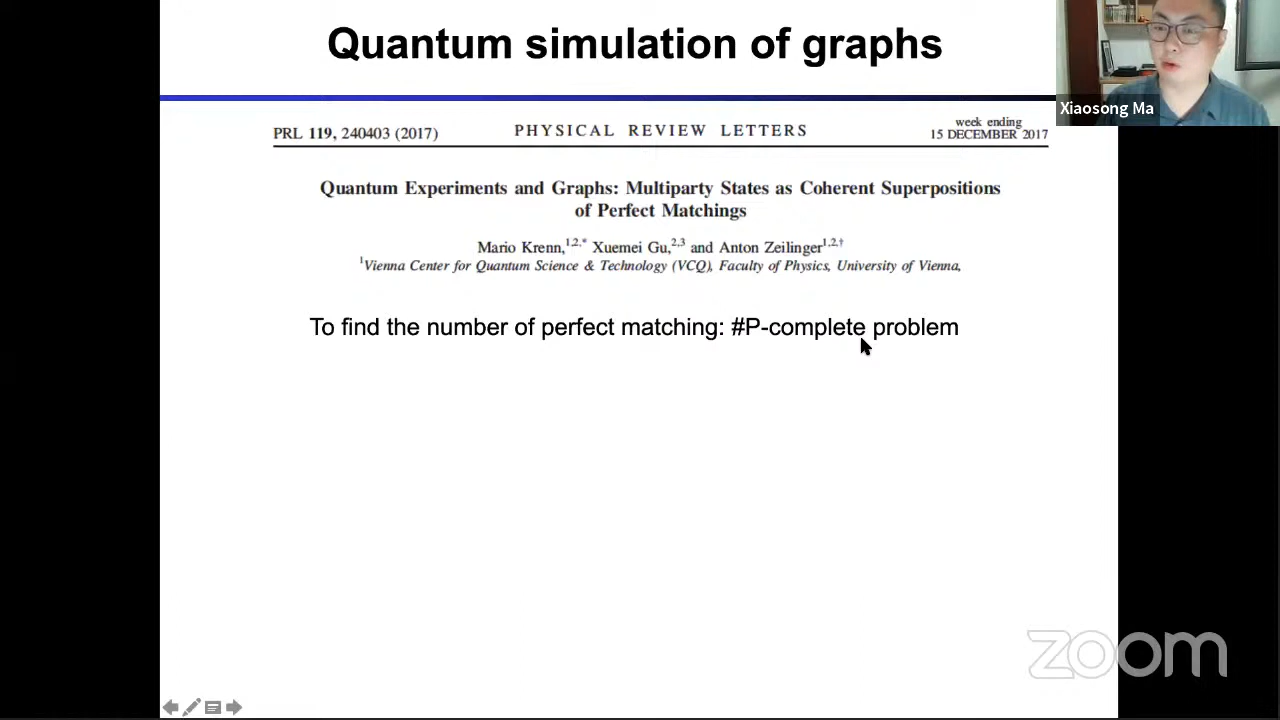 Quantum simulation of graphs
Xiaosong Ma
PRL 119, 240403 (2017)
PHYSICAL REVIEW LETTERS
week ending
15 DECEMBER 2017
Quantum Experiments and Graphs: Multiparty States as Coherent Superpositions
of Perfect Matchings
Mario Krenn,1,2,* Xuemei Gu,2,3 and Anton Zeilinger1,2,†
1Vienna Center for Quantum Science & Technology (VCQ), Faculty of Physics, University of Vienna,
To find the number of perfect matching: #P-complete problem
zoom